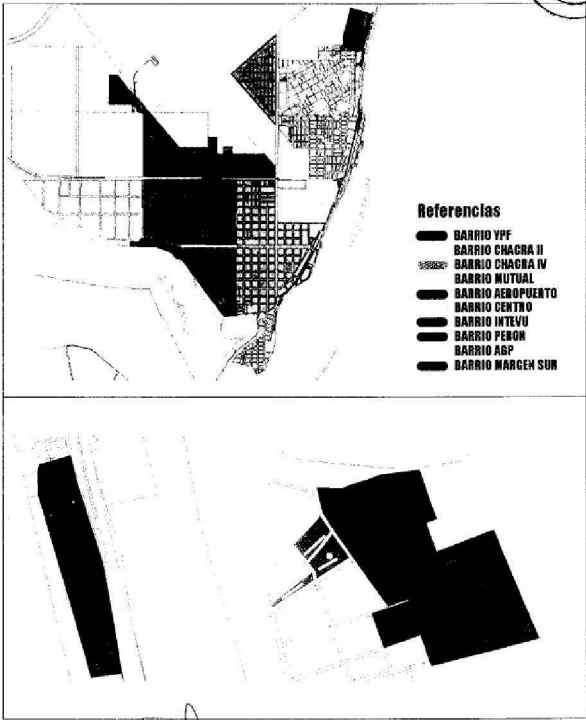 Referencias
BARRIO YPF
BARRIO CHACRA II
BARRIO CHACRA IV
BARRIO MUTUAL
BARRIO AEROPUERTO
BARRIO CENTRO
BARRIO INTEVU
BARRIO PERON
BARRIO AGP
BARRIO MARGEN SUR